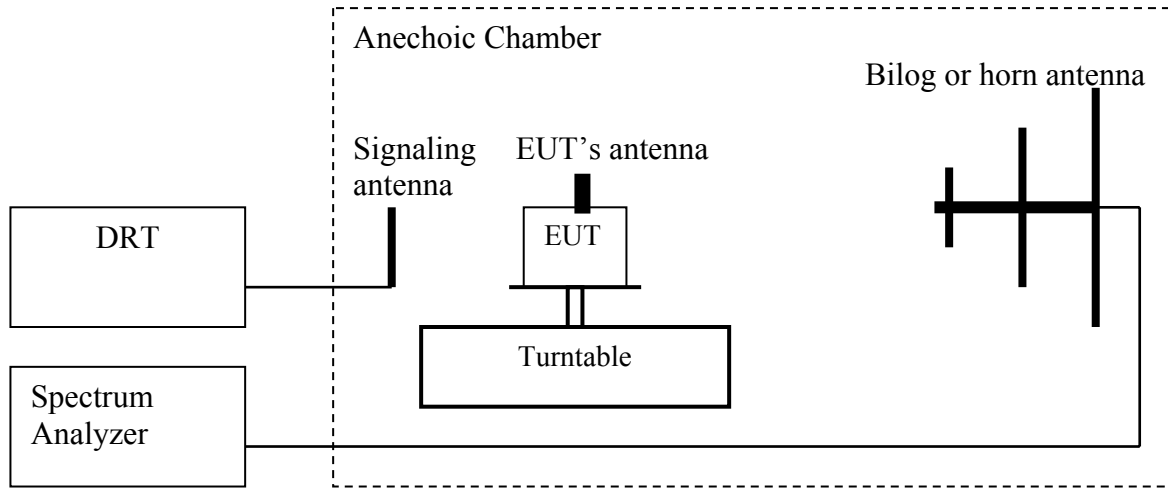 Anechoic Chamber
Bilog or horn antenna
Signaling
antenna
EUT’s antenna
DRT
EUT
Turntable
Spectrum
Analyzer